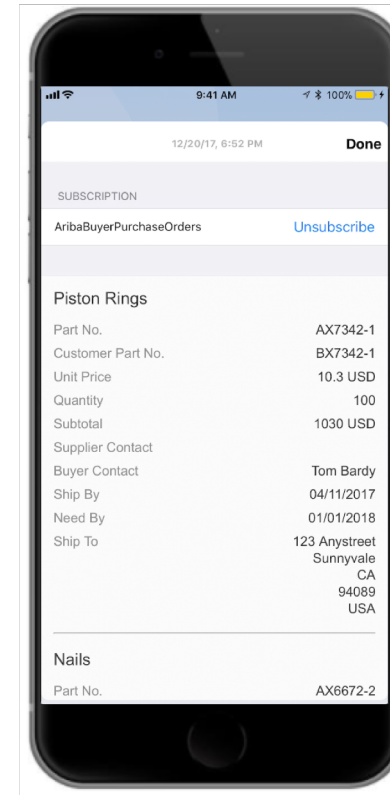 9:41 AM 100%
12/20/17, 6:52 PM Done
SUBSCRIPTION
AribaBuyerPurchaseOrders Unsubscribe
Piston Rings
Part No. AX7342-1
Customer Part No. BX7342-1
Unit Price 10.3 USD
Quantity 100
Subtotal 1030 USD
Supplier Contact
Buyer Contact Tom Bardy
Ship By 04/11/2017
Need By 01/01/2018
Ship To 123 Anystreet
Sunnyvale
CA
94089
USA
Nails
Part No. AX6672-2